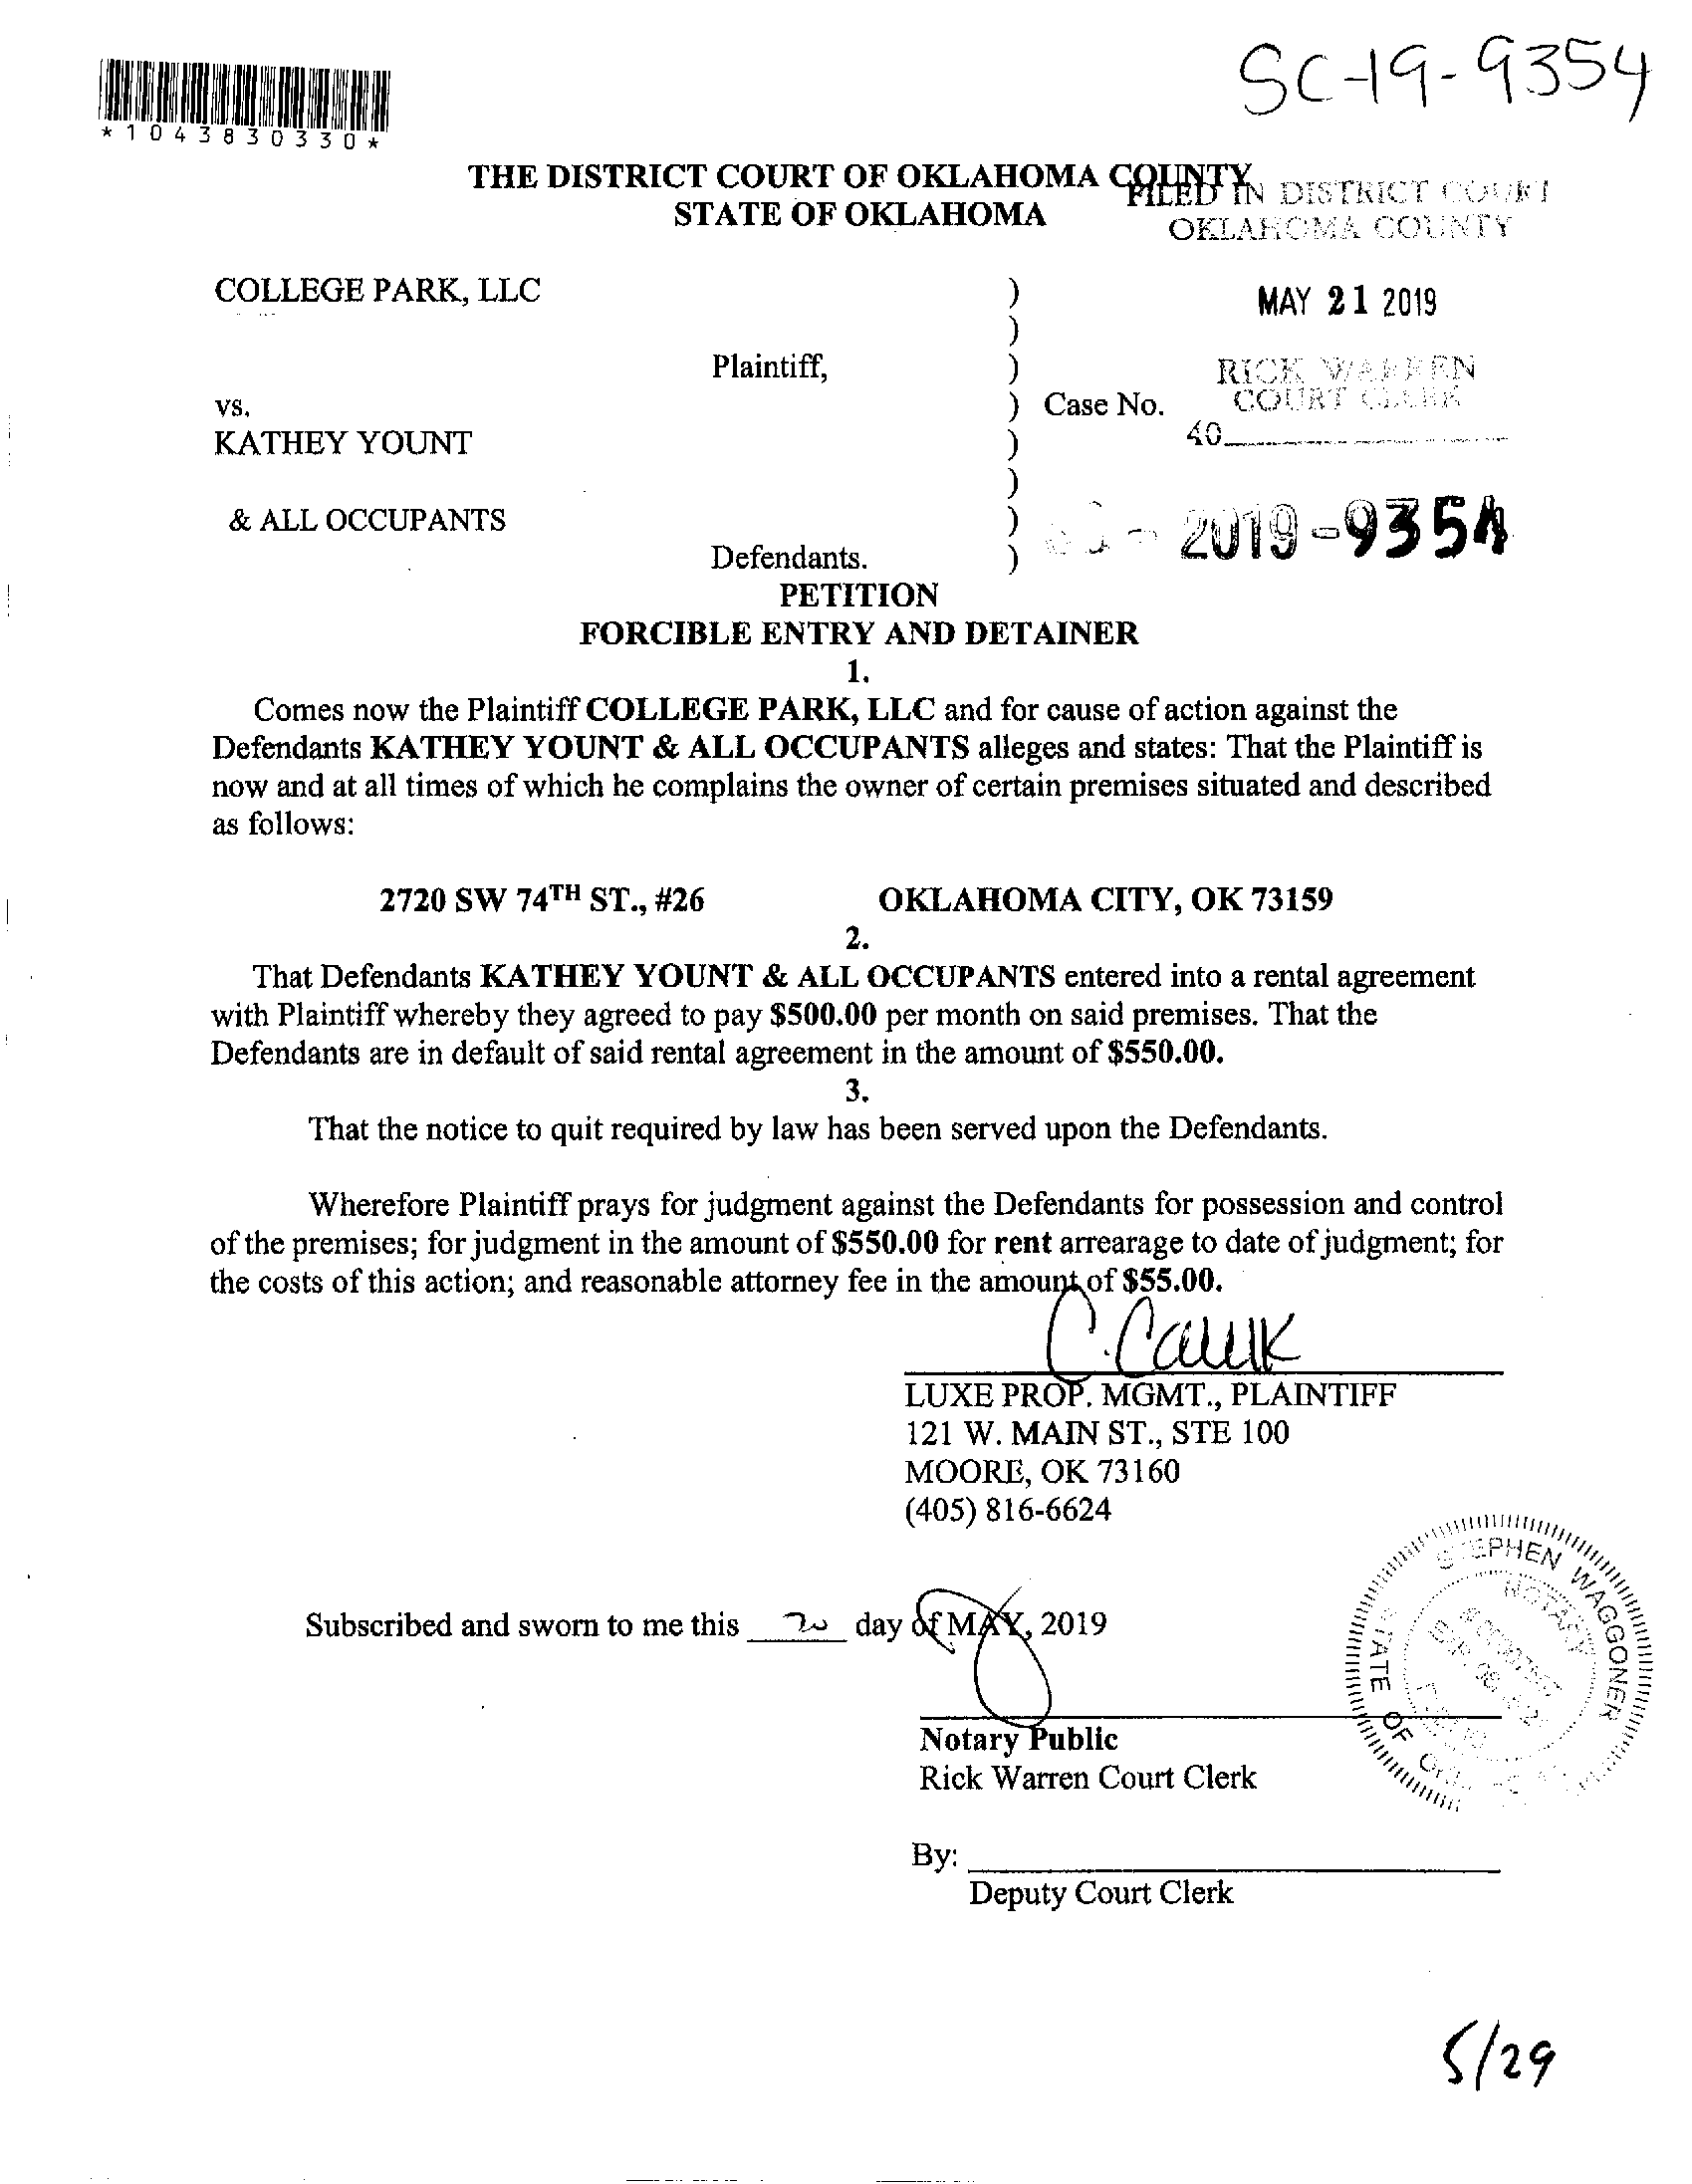 SC-19-9354
*1043830330*
THE DISTRICT COURT OF OKLAHOMA COUNTY
STATE OF OKLAHOMA
FILED IN DISTRICT COURT
OKLAHOMA COUNTY
COLLEGE PARK, LLC )
MAY 21 2019
)
Plaintiff, )
RICK WARREN
COURT CLERK
vs. ) Case No.
KATHEY YOUNT )
40
)
& ALL OCCUPANTS )
- 2019-9354
Defendants. )
PETITION
FORCIBLE ENTRY AND DETAINER
1.
Comes now the Plaintiff COLLEGE PARK, LLC and for cause of action against the
Defendants KATHEY YOUNT & ALL OCCUPANTS alleges and states: That the Plaintiff is
now and at all times of which he complains the owner of certain premises situated and described
as follows:
2720 SW 74TH ST., #26 OKLAHOMA CITY, OK 73159
2.
That Defendants KATHEY YOUNT & ALL OCCUPANTS entered into a rental agreement
with Plaintiff whereby they agreed to pay $500.00 per month on said premises. That the
Defendants are in default of said rental agreement in the amount of $550.00.
3.
That the notice to quit required by law has been served upon the Defendants.
Wherefore Plaintiff prays for judgment against the Defendants for possession and control
of the premises; for judgment in the amount of $550.00 for rent arrearage to date of judgment; for
the costs of this action; and reasonable attorney fee in the amount of $55.00.
C. Caulk
LUXE PROP. MGMT., PLAINTIFF
121 W. MAIN ST., STE 100
MOORE, OK 73160
(405) 816-6624
STEPHEN WAGGONER
NOTARY
STATE OF
Subscribed and sworn to me this 20 day of MAY, 2019
Notary Public
Rick Warren Court Clerk
By:
Deputy Court Clerk
5/29